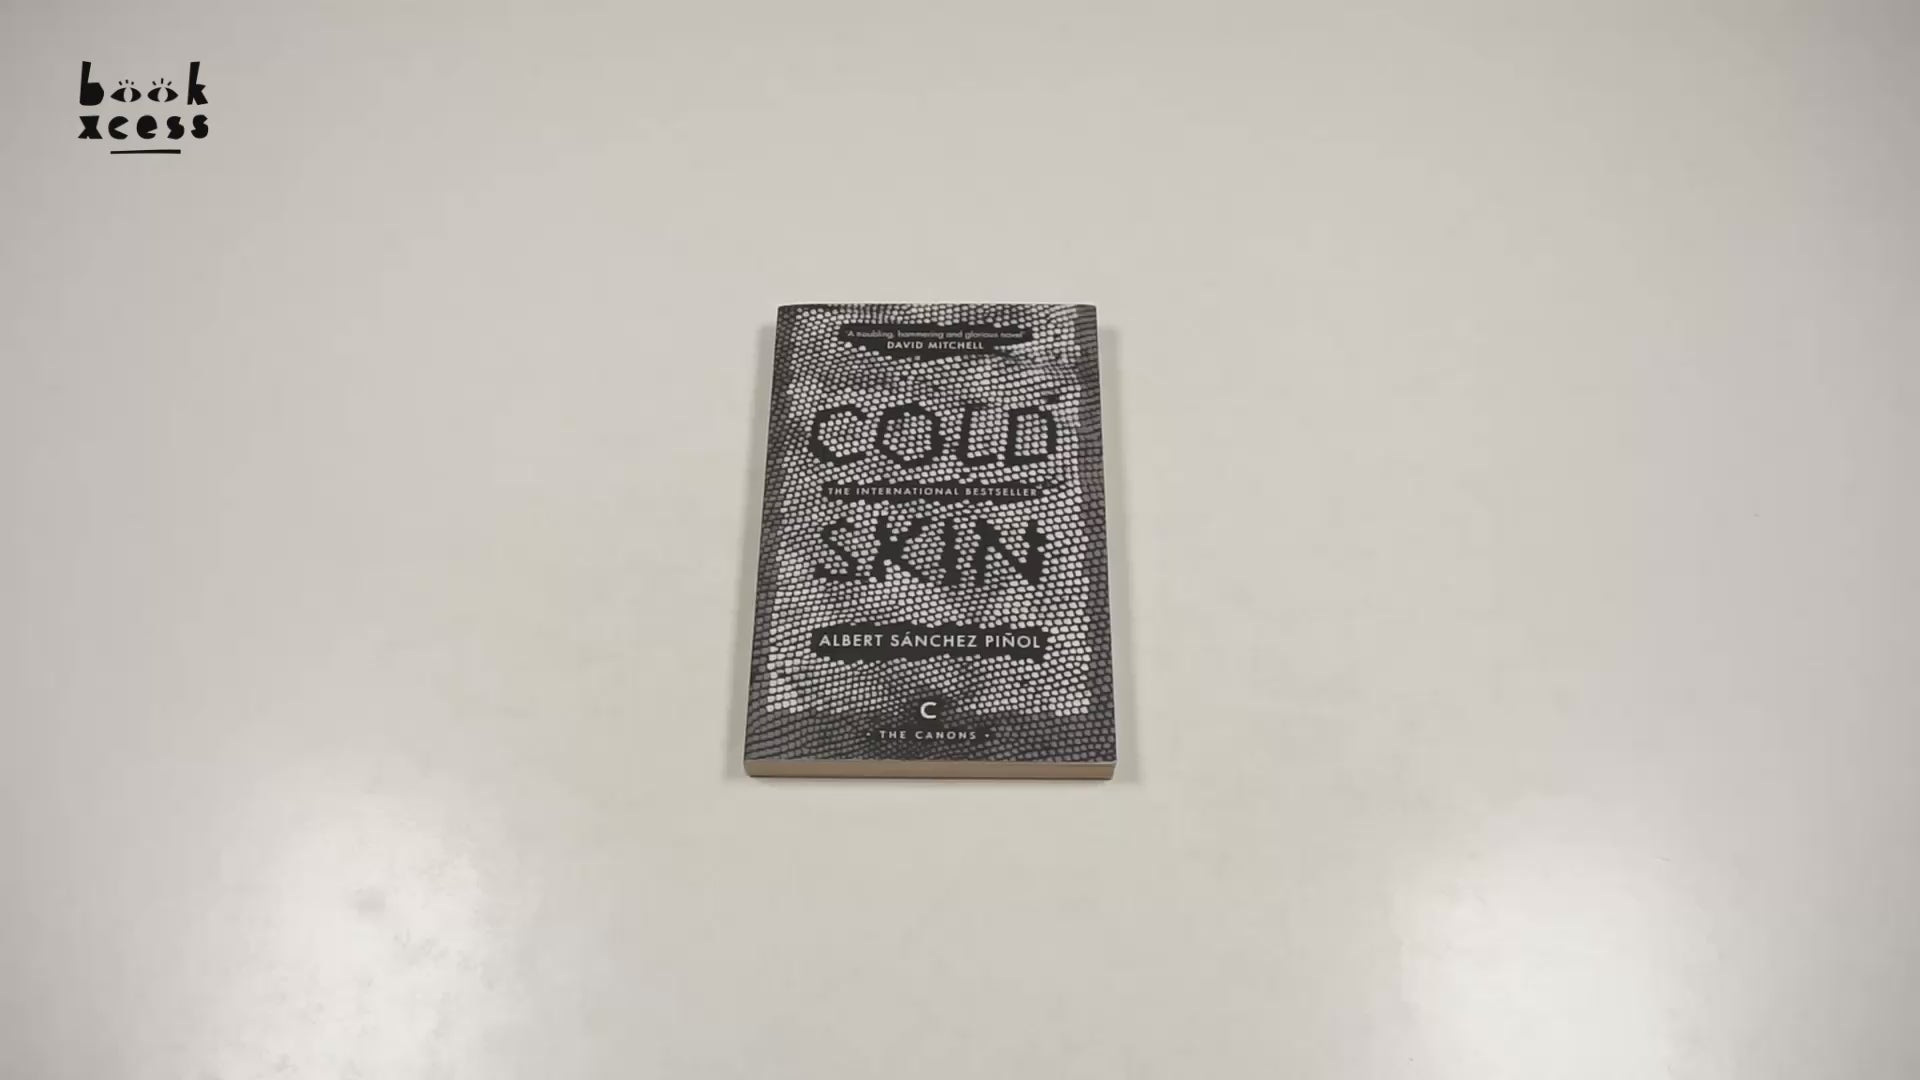 book
xcess
'A troubling, hammering and glorious novel'
DAVID MITCHELL
COLD
THE INTERNATIONAL BESTSELLER
SKIN
ALBERT SÁNCHEZ PIÑOL
C
· THE CANONS ·